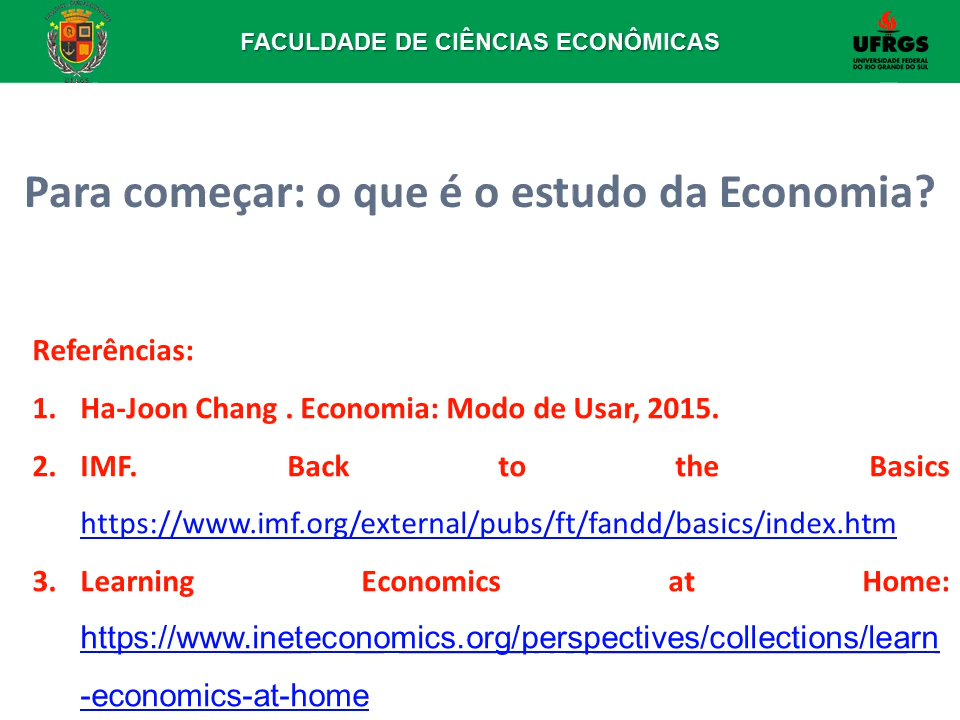 FACULDADE DE CIÊNCIAS ECONÔMICAS
UFRGS
UNIVERSIDADE FEDERAL
DO RIO GRANDE DO SUL
Para começar: o que é o estudo da Economia?
Referências:
1. Ha-Joon Chang . Economia: Modo de Usar, 2015.
2. IMF. Back to the Basics
https://www.imf.org/external/pubs/ft/fandd/basics/index.htm
3. Learning Economics at Home:
https://www.ineteconomics.org/perspectives/collections/learn
-economics-at-home